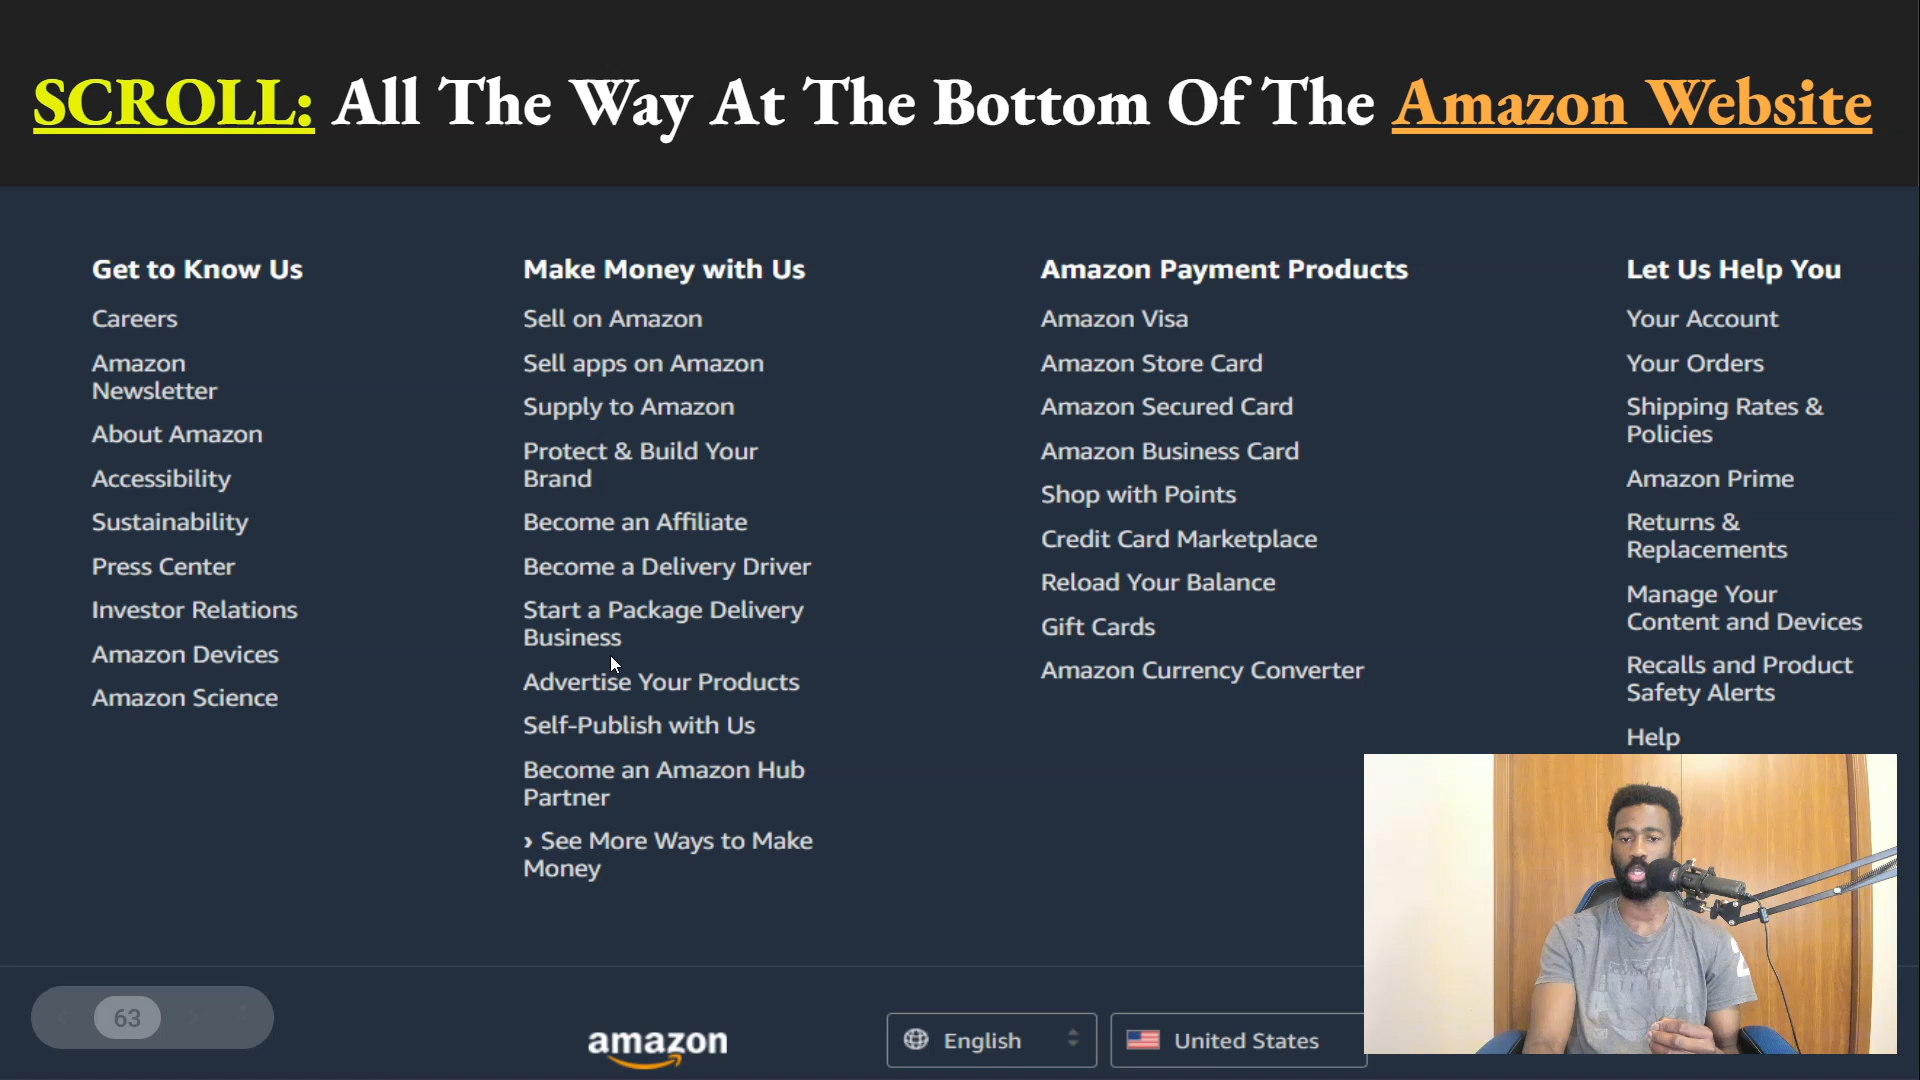 SCROLL: All The Way At The Bottom Of The Amazon Website
Get to Know Us
Careers
Amazon
Newsletter
About Amazon
Accessibility
Sustainability
Press Center
Investor Relations
Amazon Devices
Amazon Science
Make Money with Us
Sell on Amazon
Sell apps on Amazon
Supply to Amazon
Protect & Build Your
Brand
Become an Affiliate
Become a Delivery Driver
Start a Package Delivery
Business
Advertise Your Products
Self-Publish with Us
Become an Amazon Hub
Partner
› See More Ways to Make
Money
Amazon Payment Products
Amazon Visa
Amazon Store Card
Amazon Secured Card
Amazon Business Card
Shop with Points
Credit Card Marketplace
Reload Your Balance
Gift Cards
Amazon Currency Converter
Let Us Help You
Your Account
Your Orders
Shipping Rates &
Policies
Amazon Prime
Returns &
Replacements
Manage Your
Content and Devices
Recalls and Product
Safety Alerts
Help
63
amazon
English
United States